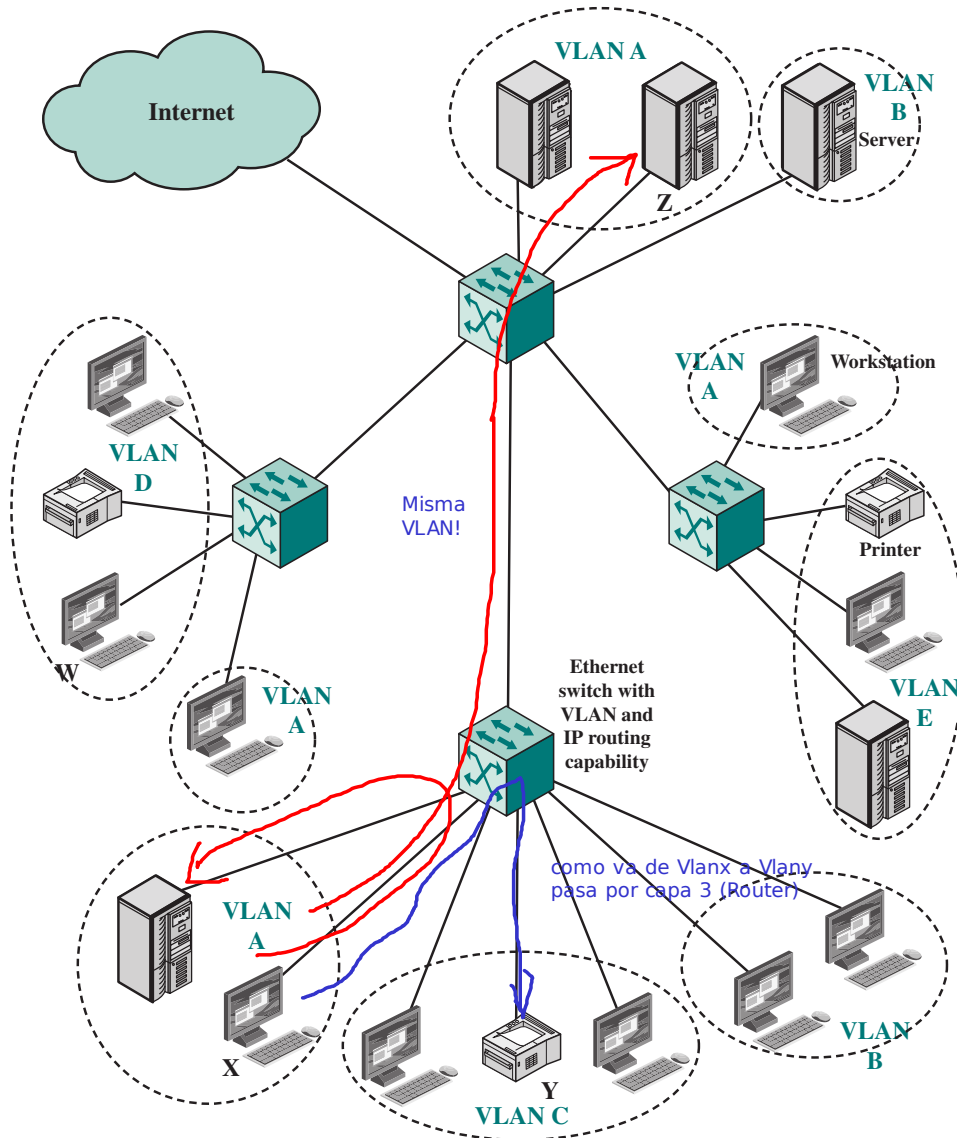 VLAN A
Internet
VLAN
B
Server
Z
VLAN
A
Workstation
VLAN
D
Misma
VLAN!
Printer
W
Ethernet
switch with
VLAN and
IP routing
capability
VLAN
A
VLAN
E
como va de Vlanx a Vlany
pasa por capa 3 (Router)
VLAN
A
X
VLAN
B
Y
VLAN C